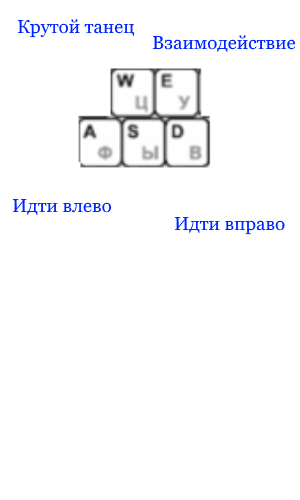 Крутой танец
Взаимодействие
W E
Ц У
A S D
Ф Ы В
Идти влево
Идти вправо